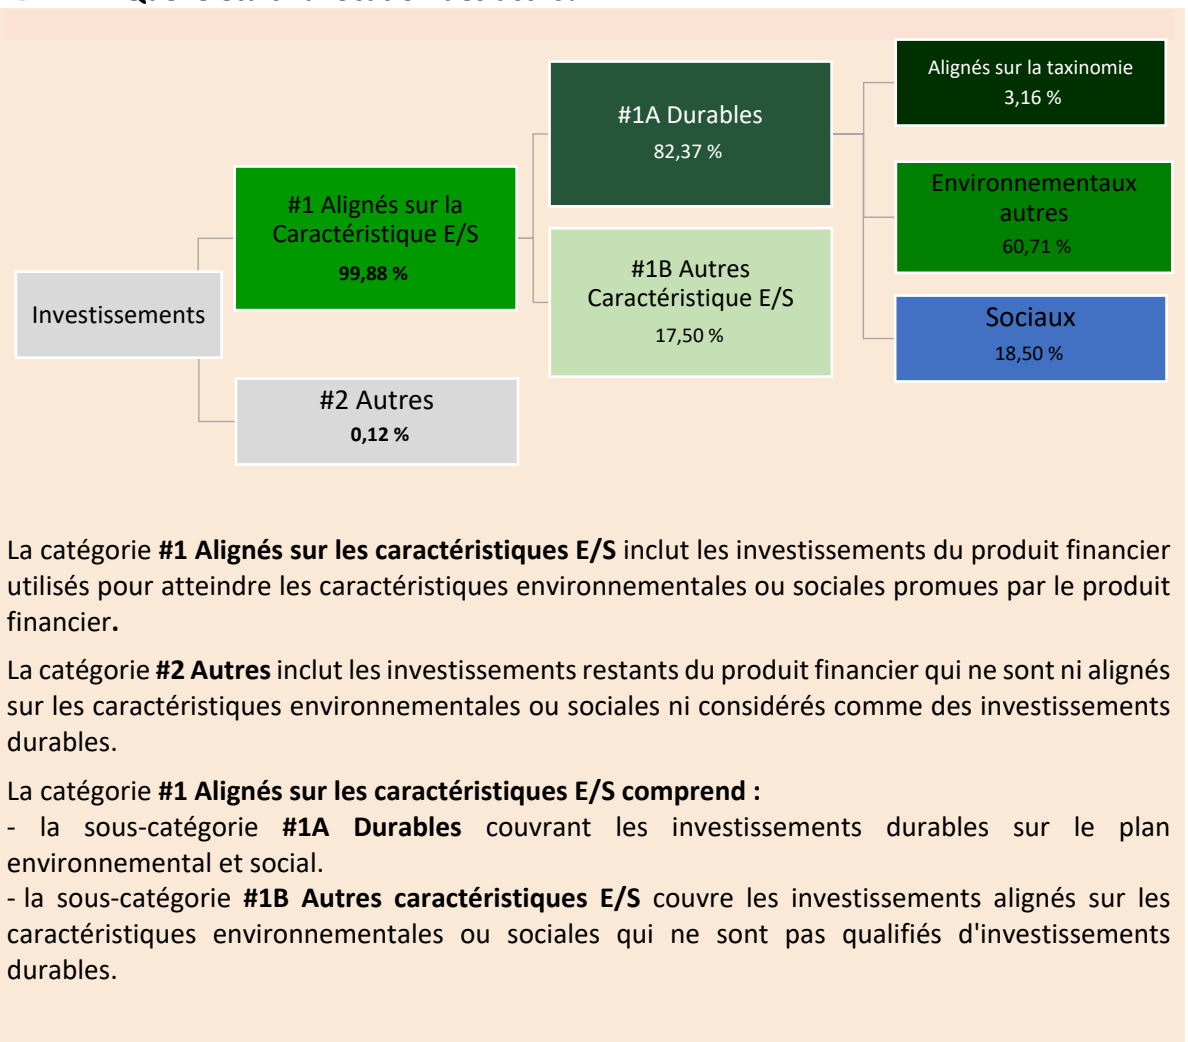 Alignés sur la taxinomie
3,16 %
#1A Durables
82,37 %
Environnementaux
autres
60,71 %
#1 Alignés sur la
Caractéristique E/S
99,88 %
#1B Autres
Caractéristique E/S
17,50 %
Investissements
Sociaux
18,50 %
#2 Autres
0,12 %
La catégorie #1 Alignés sur les caractéristiques E/S inclut les investissements du produit financier
utilisés pour atteindre les caractéristiques environnementales ou sociales promues par le produit
financier.
La catégorie #2 Autres inclut les investissements restants du produit financier qui ne sont ni alignés
sur les caractéristiques environnementales ou sociales ni considérés comme des investissements
durables.
La catégorie #1 Alignés sur les caractéristiques E/S comprend :
- la sous-catégorie #1A Durables couvrant les investissements durables sur le plan
environnemental et social.
- la sous-catégorie #1B Autres caractéristiques E/S couvre les investissements alignés sur les
caractéristiques environnementales ou sociales qui ne sont pas qualifiés d'investissements
durables.